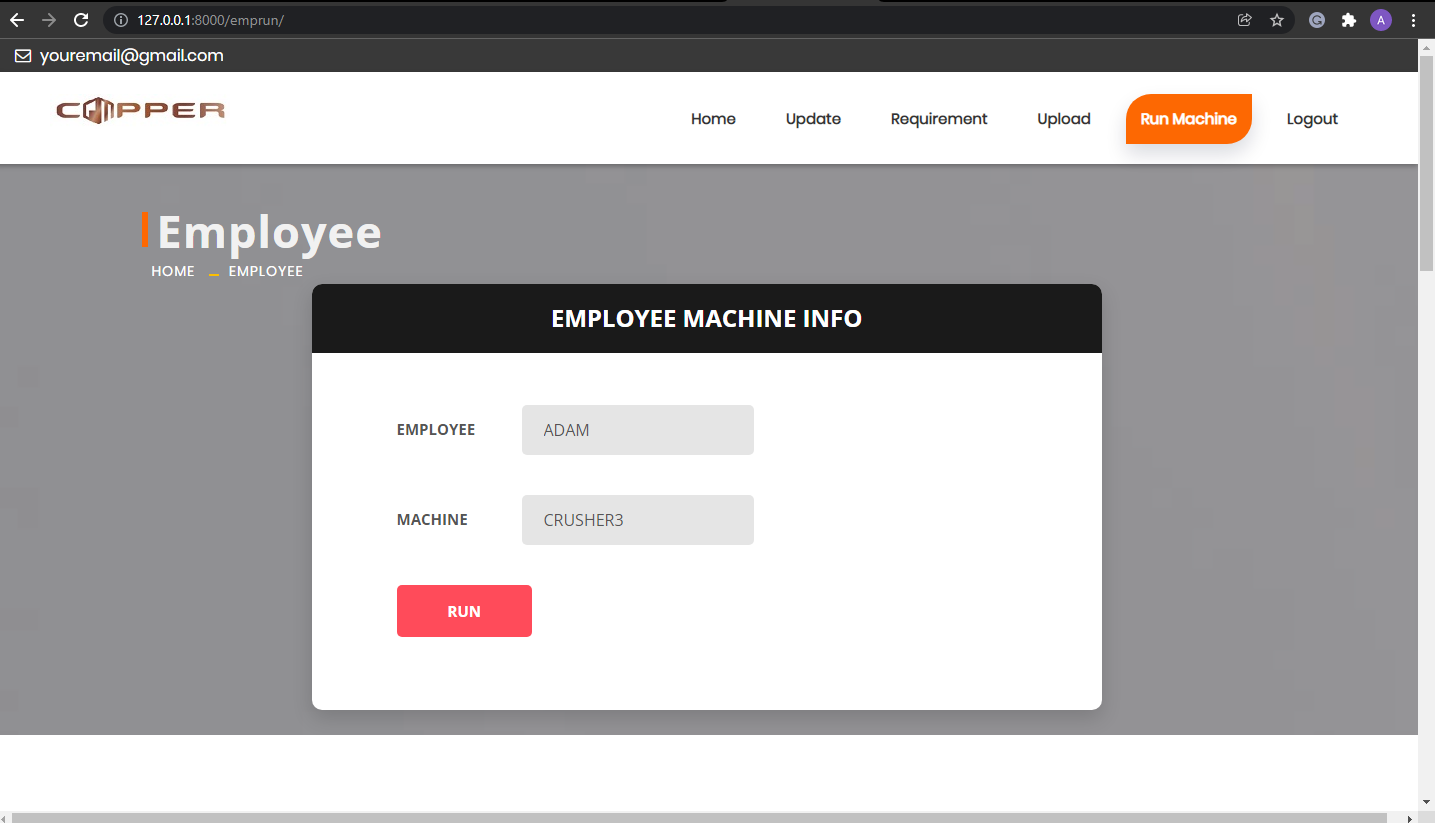 127.0.0.1:8000/emprun/
A
youremail@gmail.com
COPPER
Home Update Requirement Upload Run Machine Logout
Employee
HOME EMPLOYEE
EMPLOYEE MACHINE INFO
EMPLOYEE ADAM
MACHINE CRUSHER3
RUN